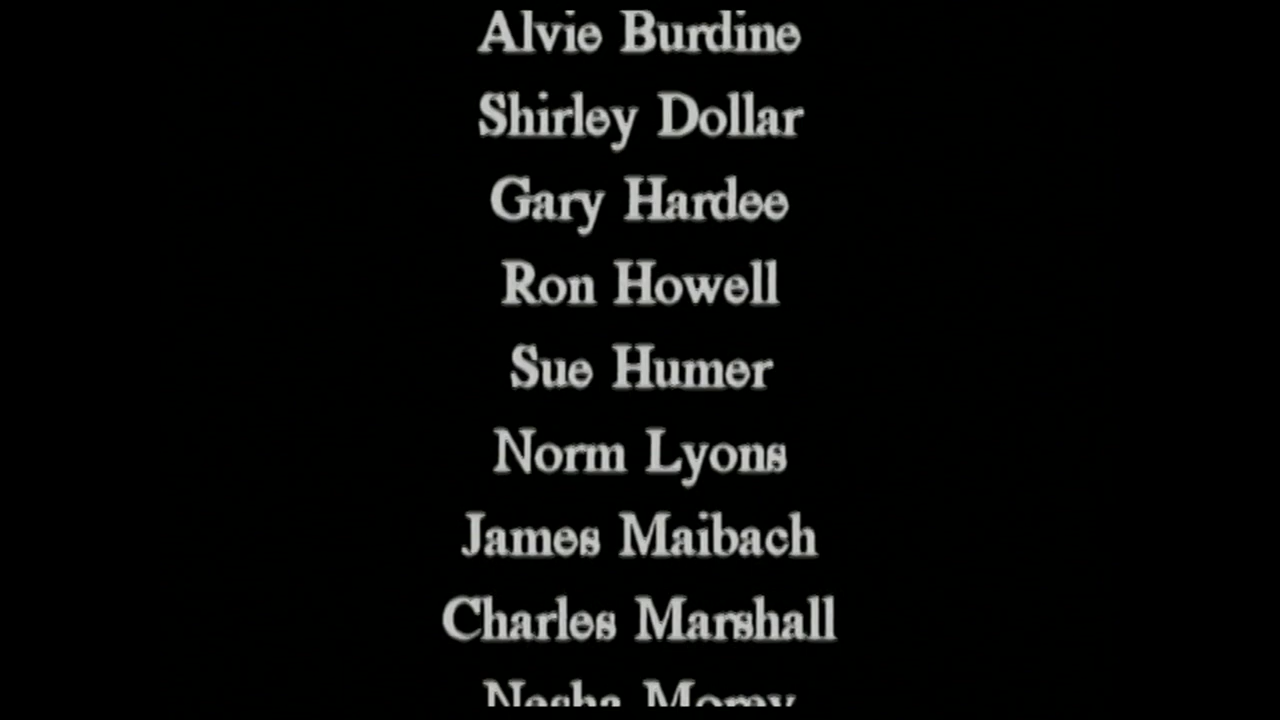 Alvie Burdine
Shirley Dollar
Gary Hardee
Ron Howell
Sue Humer
Norm Lyons
James Maibach
Charles Marshall